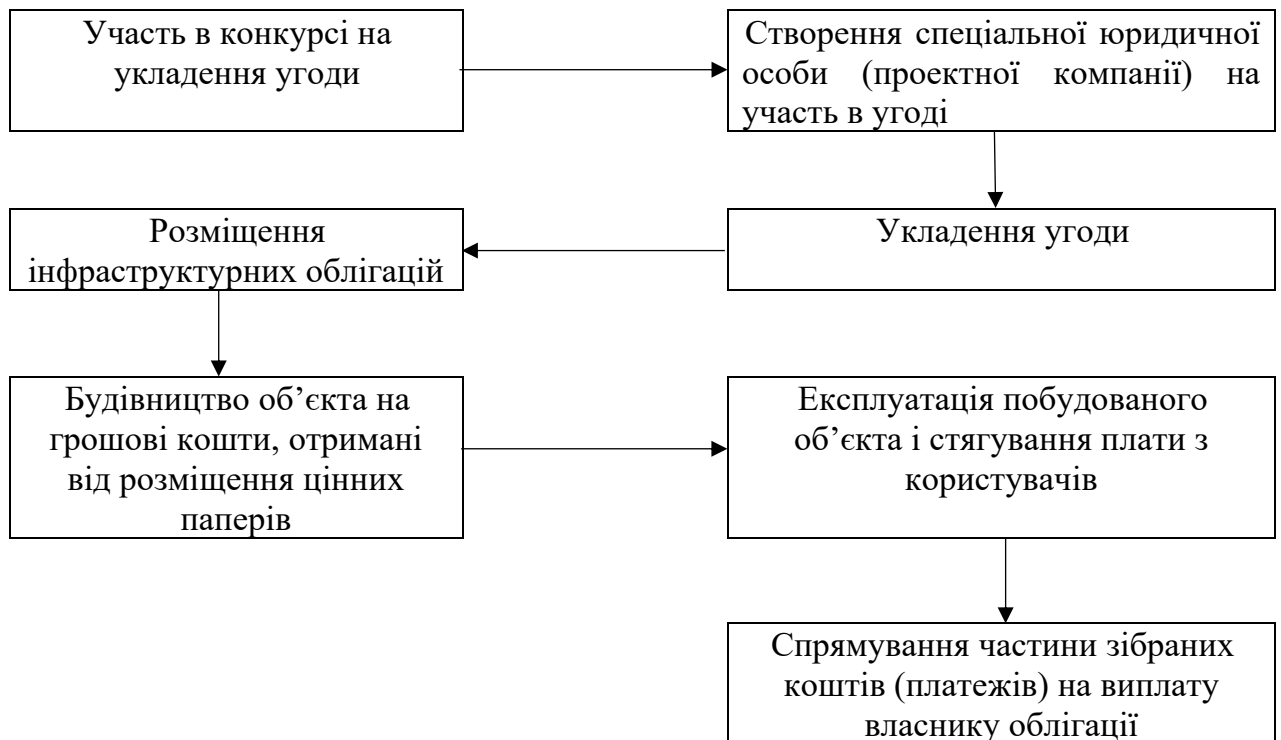 Участь в конкурсі на
укладення угоди
Створення спеціальної юридичної
особи (проектної компанії) на
участь в угоді
Укладення угоди
Розміщення
інфраструктурних облігацій
Будівництво об’єкта на
грошові кошти, отримані
від розміщення цінних
паперів
Експлуатація побудованого
об’єкта і стягування плати з
користувачів
Спрямування частини зібраних
коштів (платежів) на виплату
власнику облігації